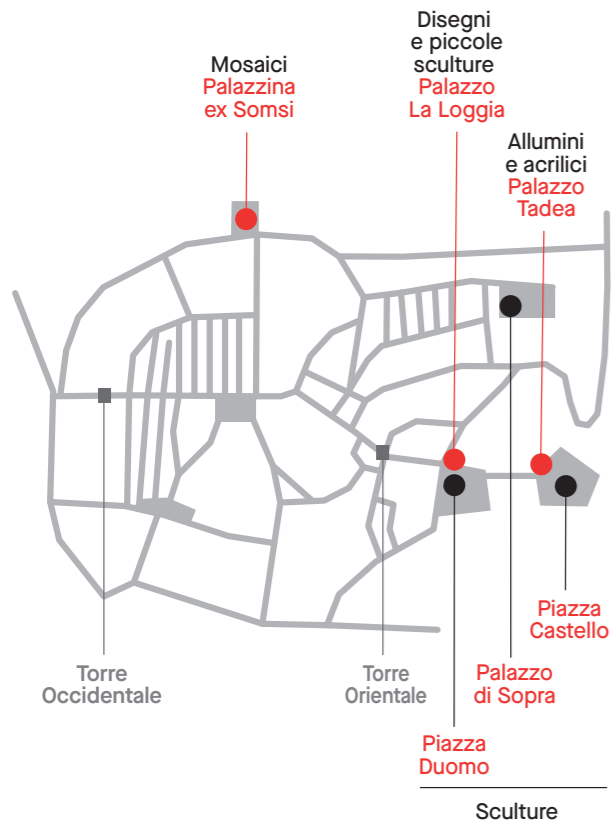 Disegni
e piccole
sculture
Palazzo
La Loggia
Mosaici
Palazzina
ex Somsi
Allumini
e acrilici
Palazzo
Tadea
Piazza
Castello
Torre
Occidentale
Torre
Orientale
Palazzo
di Sopra
Piazza
Duomo
Sculture